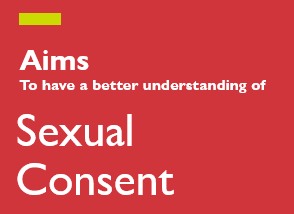 Aims
To have a better understanding of
Sexual
Consent